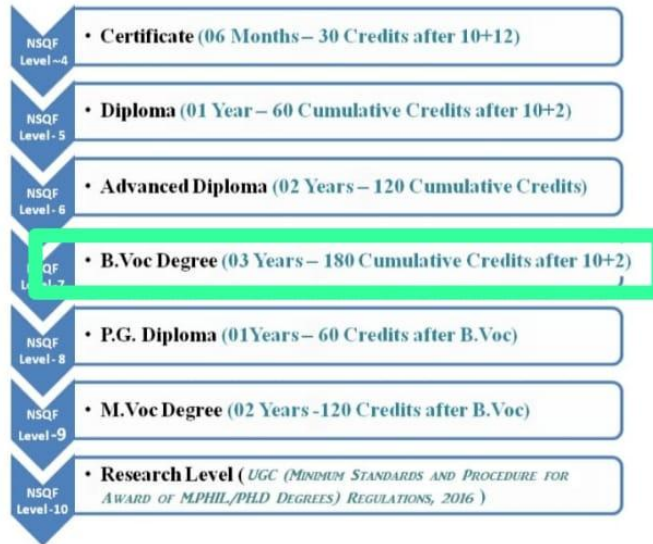 NSQF
Level-4
• Certificate (06 Months – 30 Credits after 10+12)
NSQF
Level-5
• Diploma (01 Year – 60 Cumulative Credits after 10+2)
NSQF
Level-6
• Advanced Diploma (02 Years – 120 Cumulative Credits)
• B.Voc Degree (03 Years – 180 Cumulative Credits after 10+2)
NSQF
Level-8
• P.G. Diploma (01Years – 60 Credits after B.Voc)
NSQF
Level-9
• M.Voc Degree (02 Years -120 Credits after B.Voc)
NSQF
Level-10
• Research Level ( UGC (MINIMUM STANDARDS AND PROCEDURE FOR
AWARD OF M.PHIL./PH.D DEGREES) REGULATIONS, 2016 )